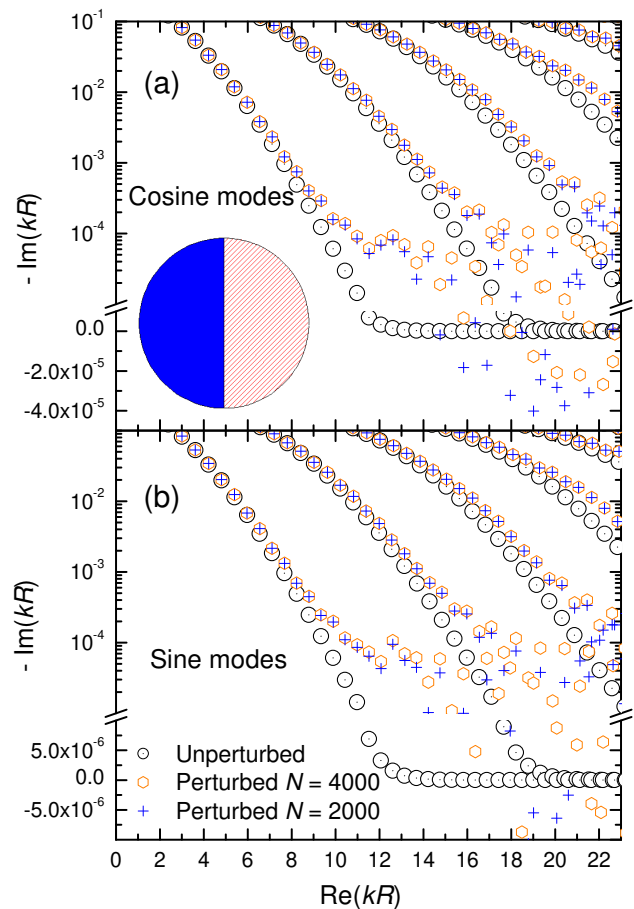 10⁻¹
(a)
10⁻²
10⁻³
Cosine modes
10⁻⁴
- Im(kR)
0.0
-2.0x10⁻⁵
-4.0x10⁻⁵
(b)
10⁻²
10⁻³
10⁻⁴
- Im(kR)
Sine modes
5.0x10⁻⁶
0.0
-5.0x10⁻⁶
Unperturbed
Perturbed N = 4000
Perturbed N = 2000
0 2 4 6 8 10 12 14 16 18 20 22
Re(kR)